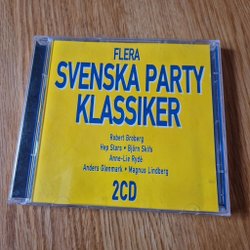 FLERA
SVENSKA PARTY
KLASSIKER
Robert Broberg
Hep Stars • Björn Skifs
Anne-Lie Rydé
Anders Glenmark • Magnus Lindberg
2CD